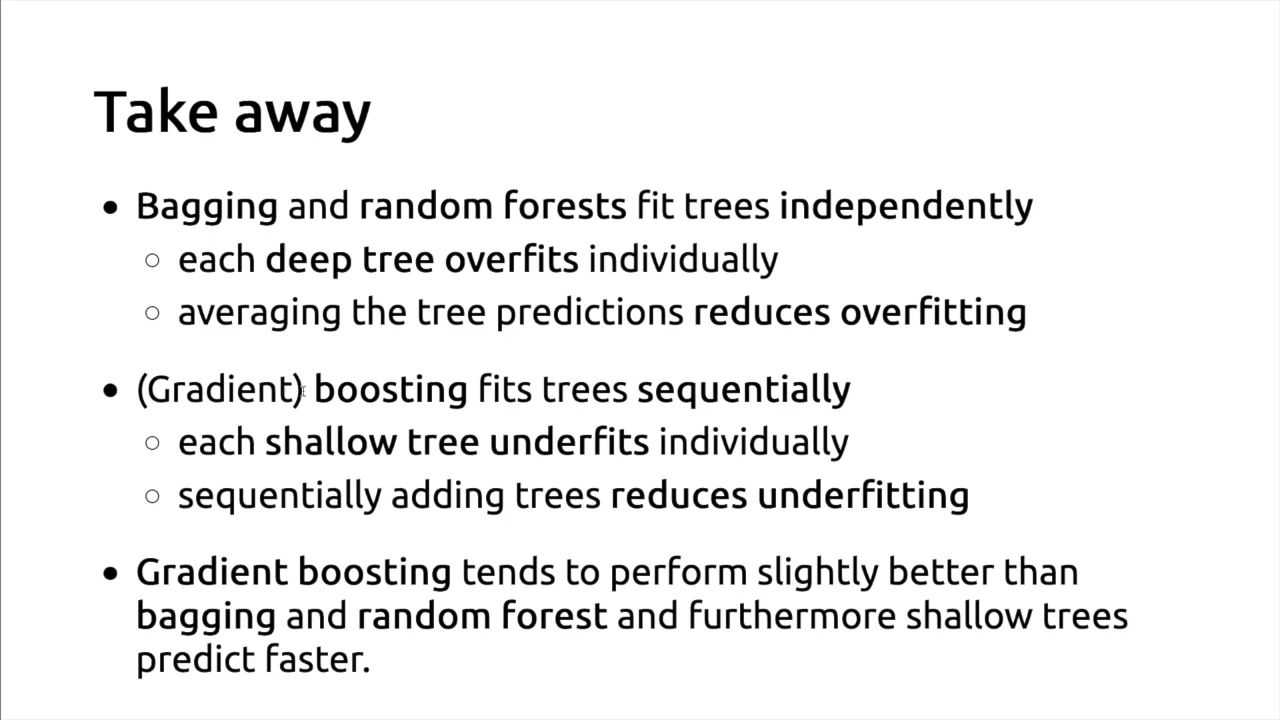 Take away
• Bagging and random forests fit trees independently
○ each deep tree overfits individually
○ averaging the tree predictions reduces overfitting
• (Gradient) boosting fits trees sequentially
○ each shallow tree underfits individually
○ sequentially adding trees reduces underfitting
• Gradient boosting tends to perform slightly better than
bagging and random forest and furthermore shallow trees
predict faster.